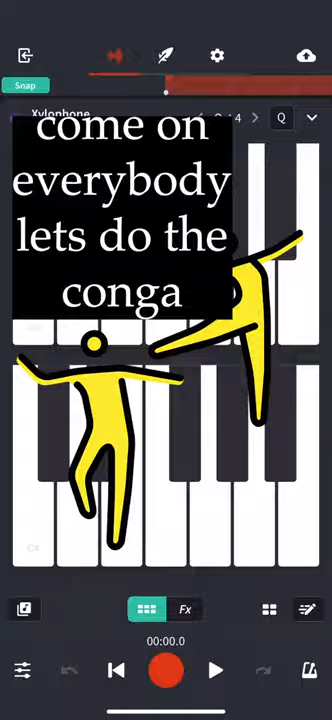 Snap
Xylophone
Q
come on
everybody
lets do the
conga
Fx
00:00.0